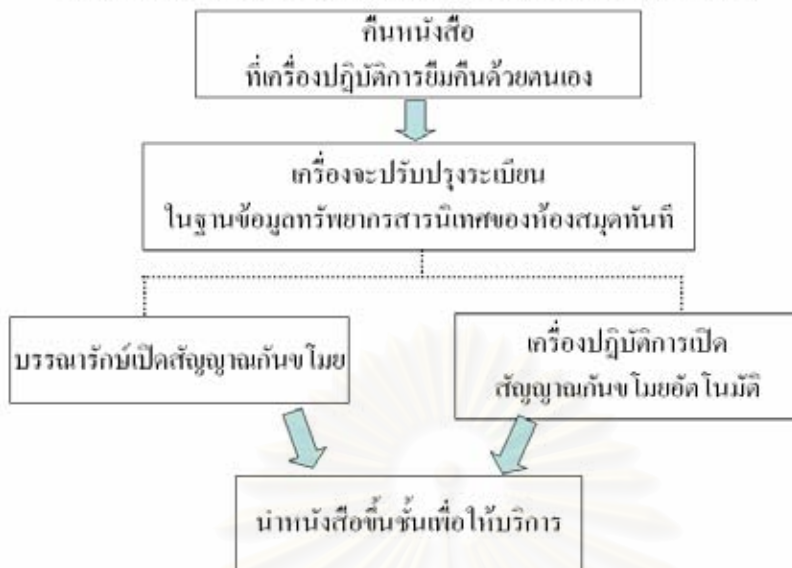 คืนหนังสือ
ที่เครื่องปฏิบัติการยืมคืนด้วยตนเอง
เครื่องจะปรับปรุงระเบียน
ในฐานข้อมูลทรัพยากรสารนิเทศของห้องสมุดทันที
บรรณารักษ์เปิดสัญญาณกันขโมย
เครื่องปฏิบัติการเปิด
สัญญาณกันขโมยอัตโนมัติ
นำหนังสือขึ้นชั้นเพื่อให้บริการ